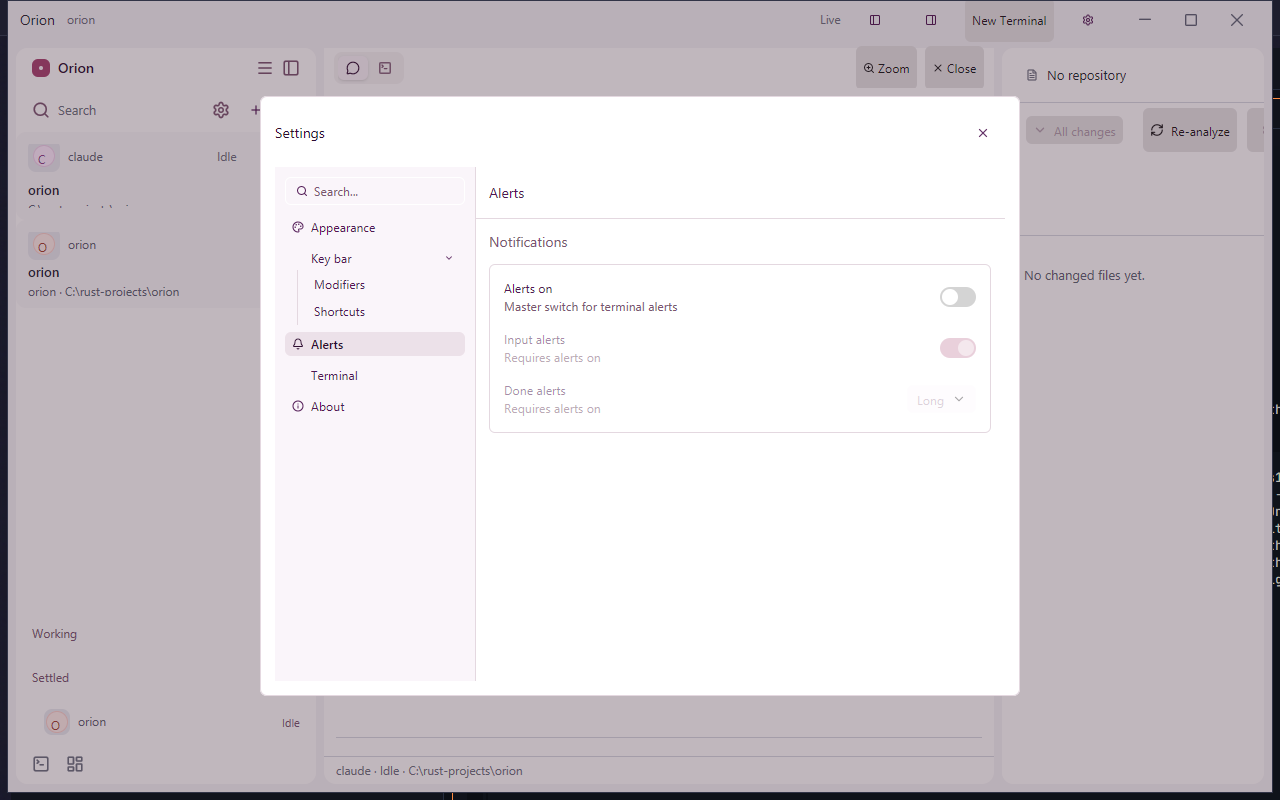 Orion orion Live New Terminal
Orion
Zoom Close
No repository
Search
All changes Re-analyze
claude Idle
orion
orion
orion
orion · C:\rust-projects\orion
No changed files yet.
Working
Settled
orion Idle
claude · Idle · C:\rust-projects\orion
Settings
Search...
Appearance
Key bar
Modifiers
Shortcuts
Alerts
Terminal
About
Alerts
Notifications
Alerts on
Master switch for terminal alerts
Input alerts
Requires alerts on
Done alerts
Requires alerts on
Long